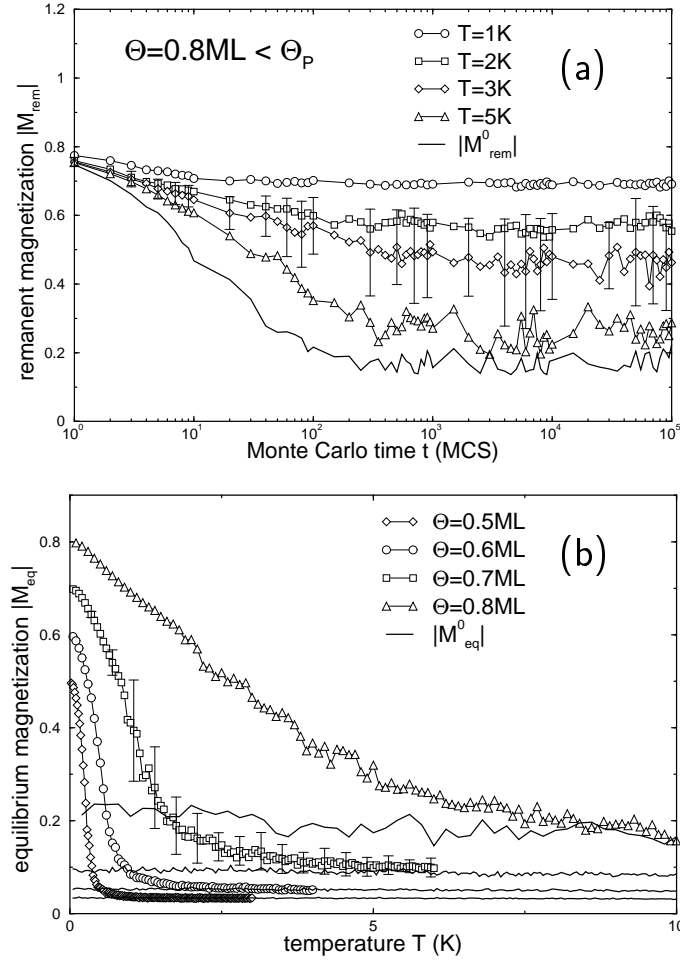 1.2
1
0.8
0.6
0.4
0.2
0
remanent magnetization |M_rem|
Θ=0.8ML < Θ_P
(a)
T=1K
T=2K
T=3K
T=5K
|M^0_rem|
10^0 10^1 10^2 10^3 10^4 10^5
Monte Carlo time t (MCS)
0.8
0.6
0.4
0.2
0
equilibrium magnetization |M_eq|
(b)
Θ=0.5ML
Θ=0.6ML
Θ=0.7ML
Θ=0.8ML
|M^0_eq|
0 5 10
temperature T (K)